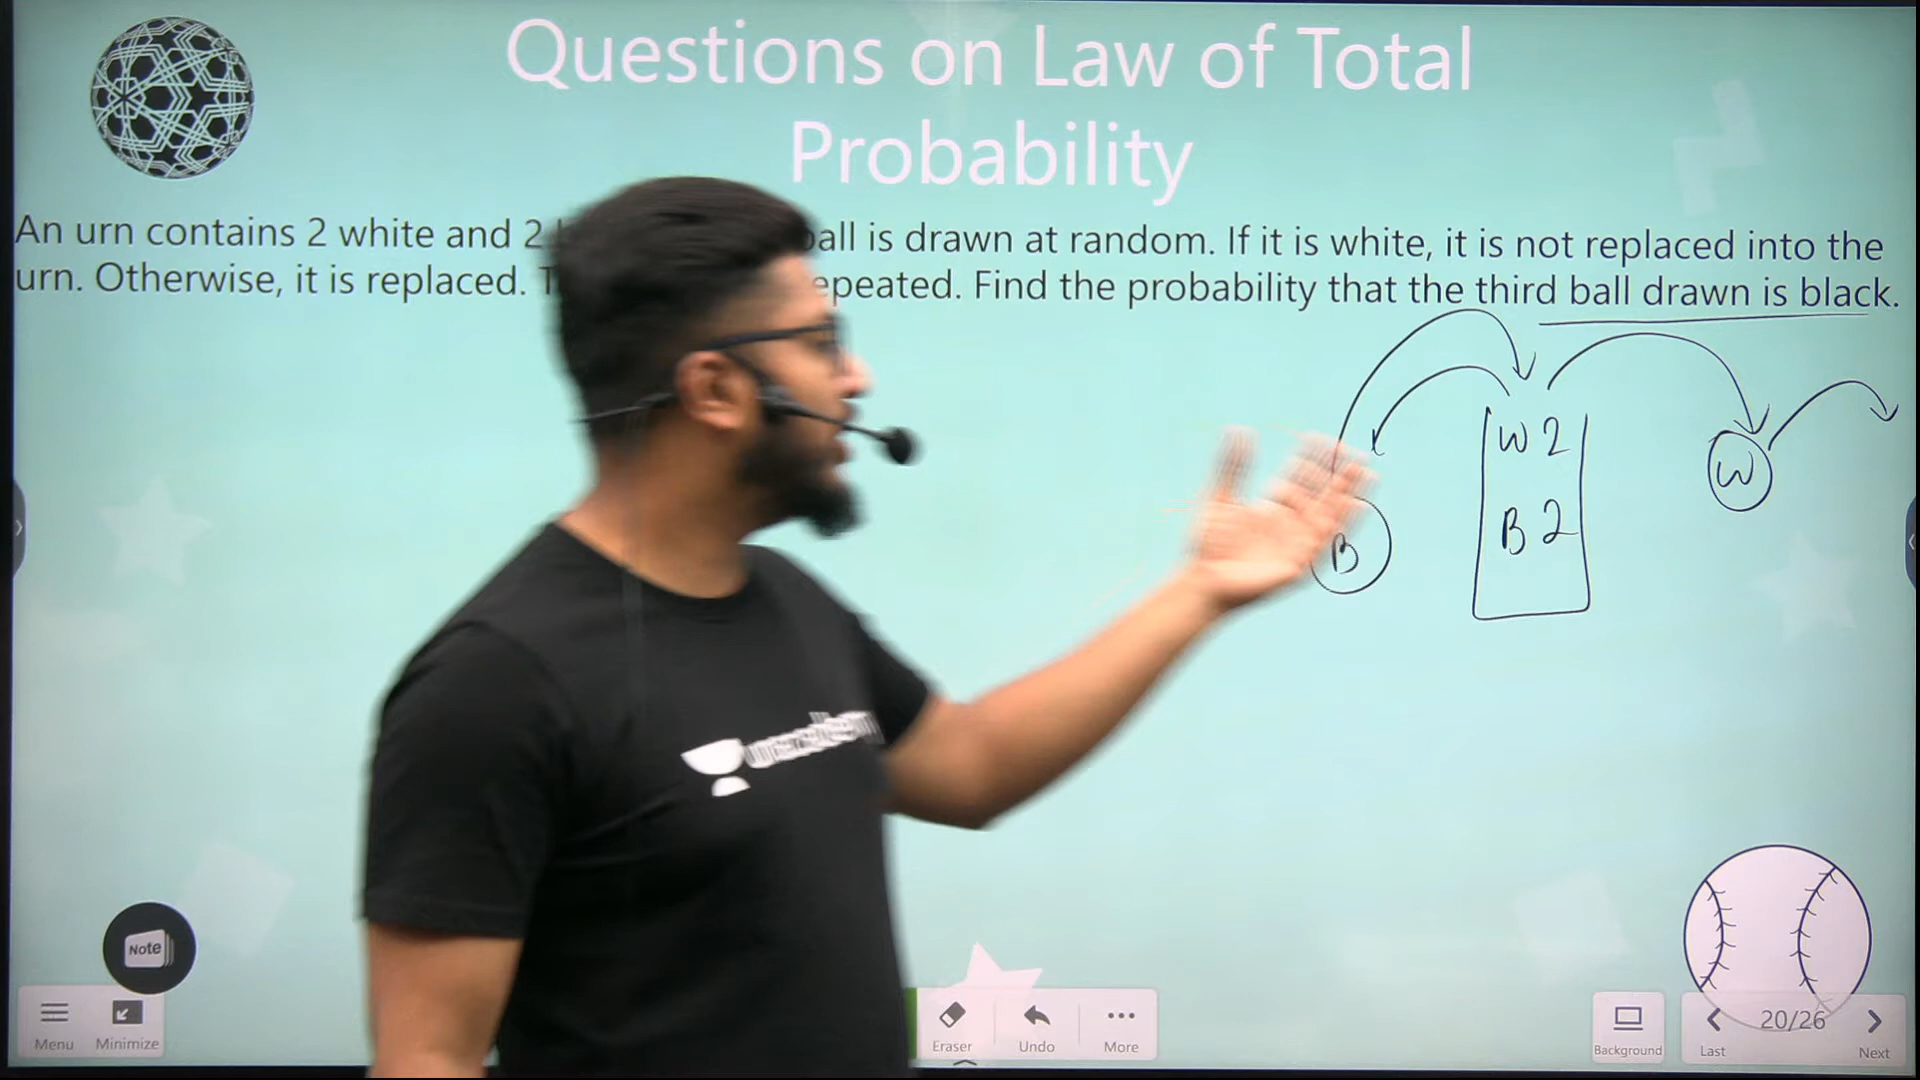 Questions on Law of Total
Probability
An urn contains 2 white and 2 ball is drawn at random. If it is white, it is not replaced into the
urn. Otherwise, it is replaced. repeated. Find the probability that the third ball drawn is black.
W 2
B 2
W
B
unacademy
Note
Menu
Minimize
Eraser
Undo
More
Background
20/26
Last
Next